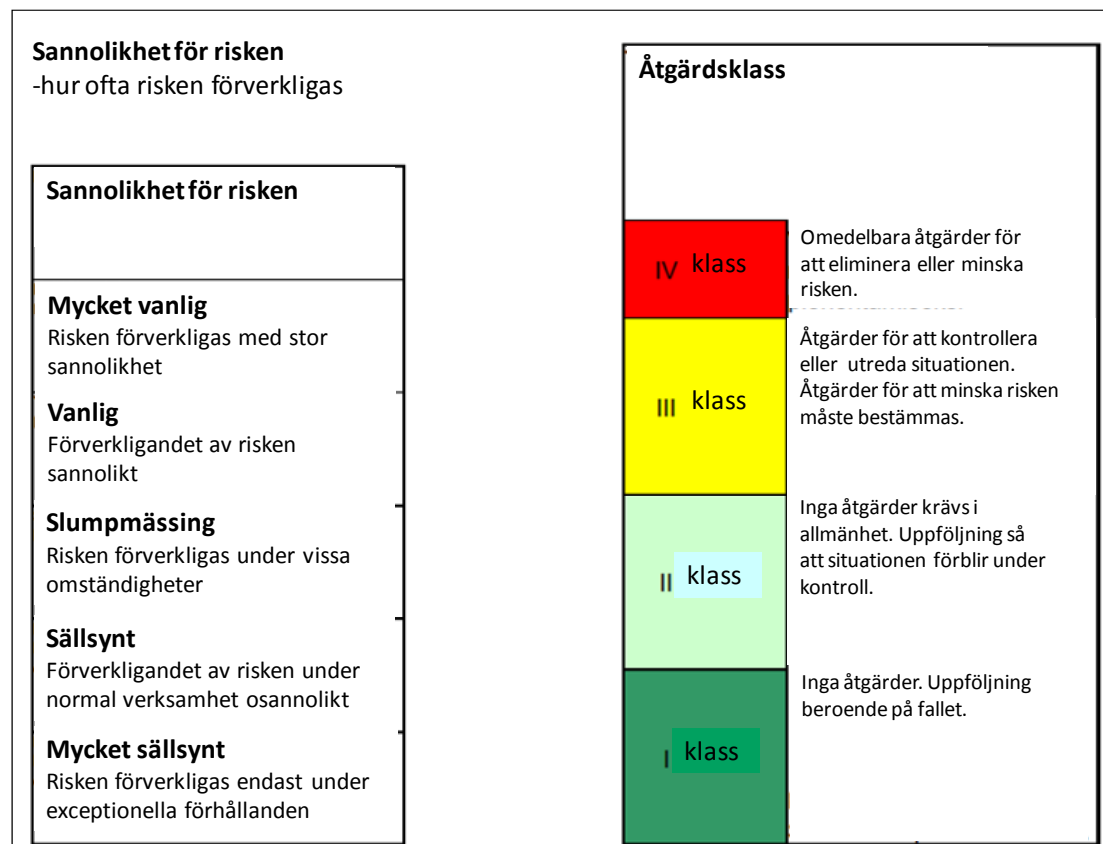 Sannolikhet för risken
-hur ofta risken förverkligas
Sannolikhet för risken
Mycket vanlig
Risken förverkligas med stor
sannolikhet
Vanlig
Förverkligandet av risken
sannolikt
Slumpmässing
Risken förverkligas under vissa
omständigheter
Sällsynt
Förverkligandet av risken under
normal verksamhet osannolikt
Mycket sällsynt
Risken förverkligas endast under
exceptionella förhållanden
Åtgärdsklass
IV klass
Omedelbara åtgärder för
att eliminera eller minska
risken.
III klass
Åtgärder för att kontrollera
eller utreda situationen.
Åtgärder för att minska risken
måste bestämmas.
II klass
Inga åtgärder krävs i
allmänhet. Uppföljning så
att situationen förblir under
kontroll.
I klass
Inga åtgärder. Uppföljning
beroende på fallet.